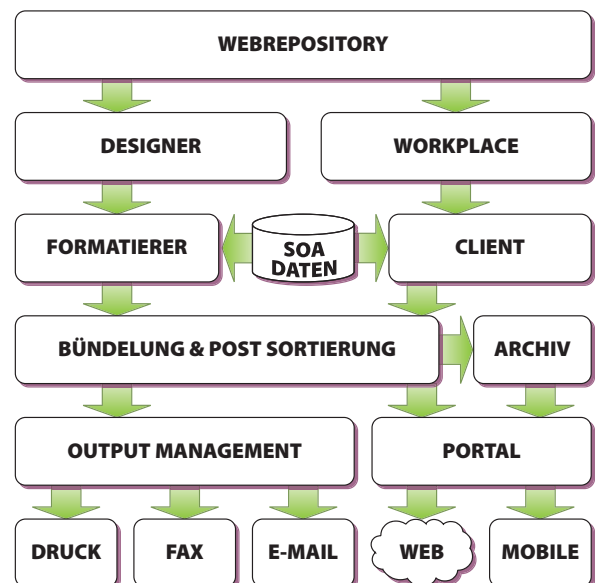 WEBREPOSITORY
DESIGNER
WORKPLACE
FORMATIERER
SOA
DATEN
CLIENT
BÜNDELUNG & POST SORTIERUNG
ARCHIV
OUTPUT MANAGEMENT
PORTAL
DRUCK
FAX
E-MAIL
WEB
MOBILE